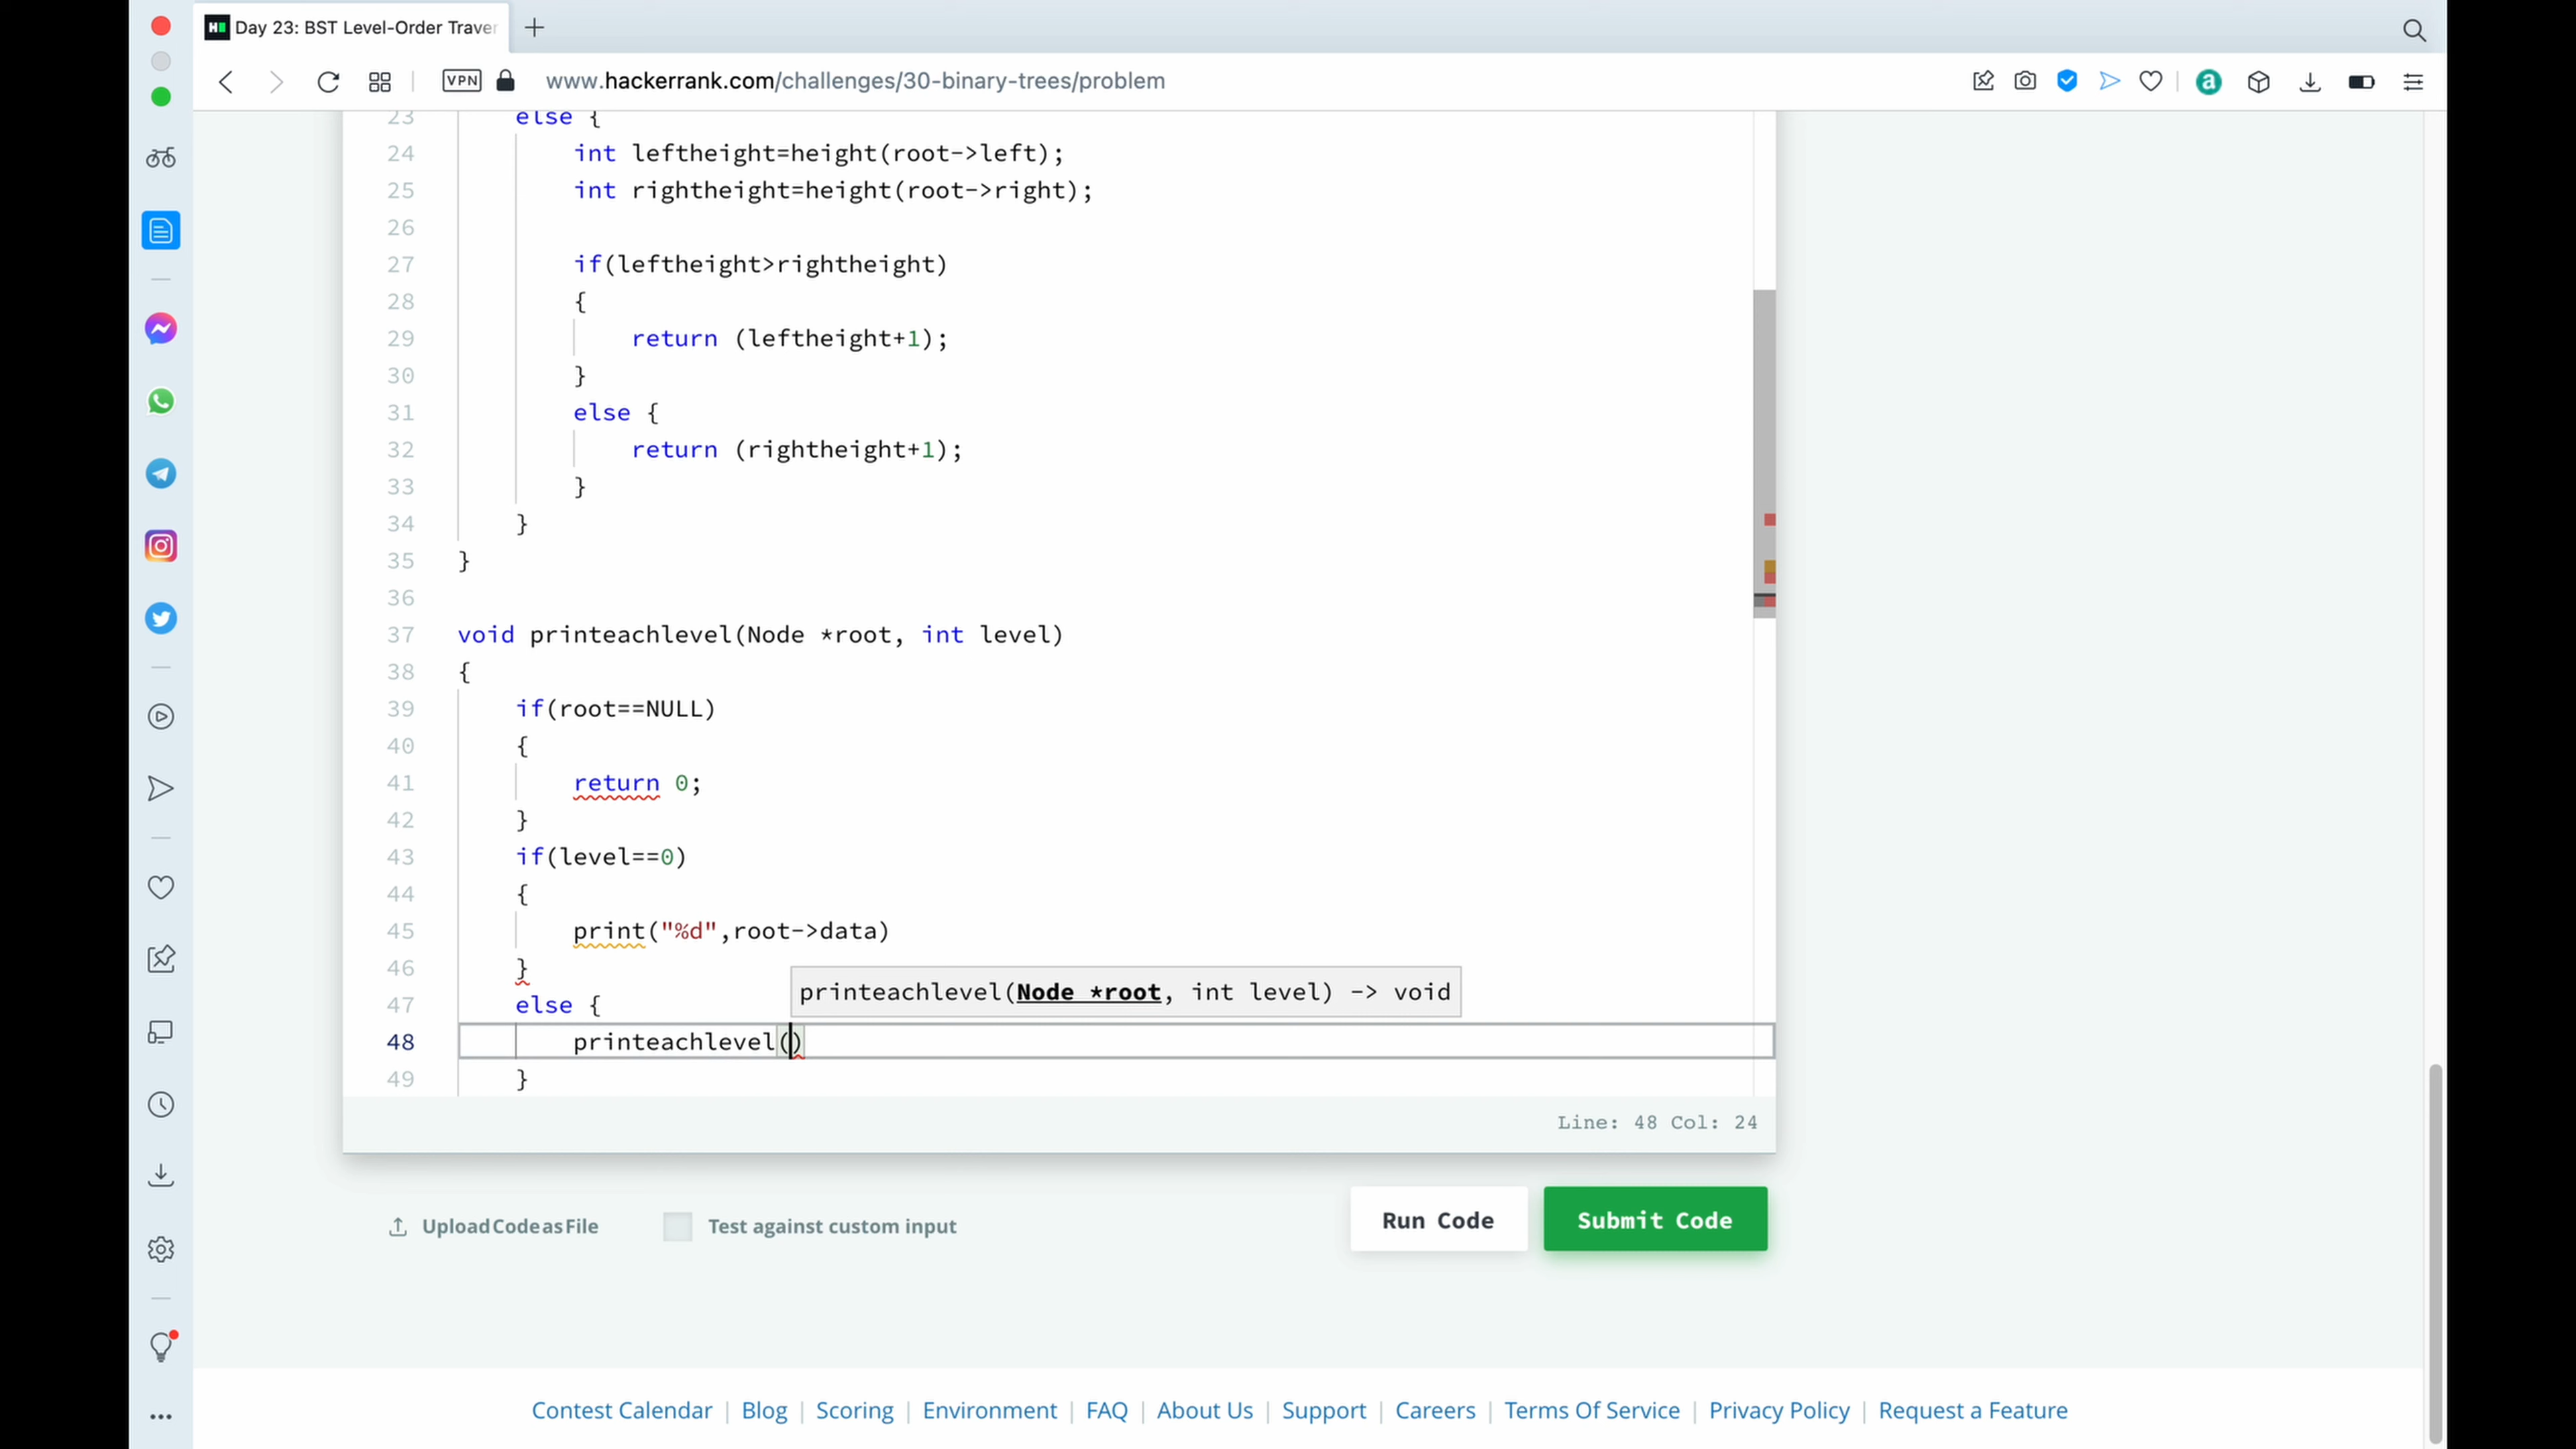 Day 23: BST Level-Order Traver
VPN www.hackerrank.com/challenges/30-binary-trees/problem
23 else {
24 int leftheight=height(root->left);
25 int rightheight=height(root->right);
26
27 if(leftheight>rightheight)
28 {
29 return (leftheight+1);
30 }
31 else {
32 return (rightheight+1);
33 }
34 }
35 }
36
37 void printeachlevel(Node *root, int level)
38 {
39 if(root==NULL)
40 {
41 return 0;
42 }
43 if(level==0)
44 {
45 print("%d",root->data)
46 }
printeachlevel(Node *root, int level) -> void
47 else {
48 printeachlevel()
49 }
Line: 48 Col: 24
Upload Code as File Test against custom input Run Code Submit Code
Contest Calendar | Blog | Scoring | Environment | FAQ | About Us | Support | Careers | Terms Of Service | Privacy Policy | Request a Feature